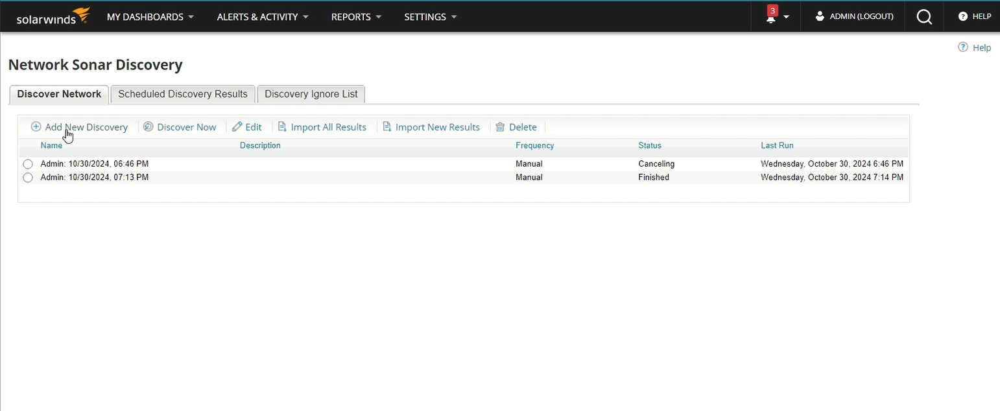 solarwinds MY DASHBOARDS ALERTS & ACTIVITY REPORTS SETTINGS 3 ADMIN (LOGOUT) ? HELP
? Help
Network Sonar Discovery
Discover Network Scheduled Discovery Results Discovery Ignore List
Add New Discovery Discover Now Edit Import All Results Import New Results Delete
Name Description Frequency Status Last Run
Admin: 10/30/2024, 06:46 PM Manual Canceling Wednesday, October 30, 2024 6:46 PM
Admin: 10/30/2024, 07:13 PM Manual Finished Wednesday, October 30, 2024 7:14 PM